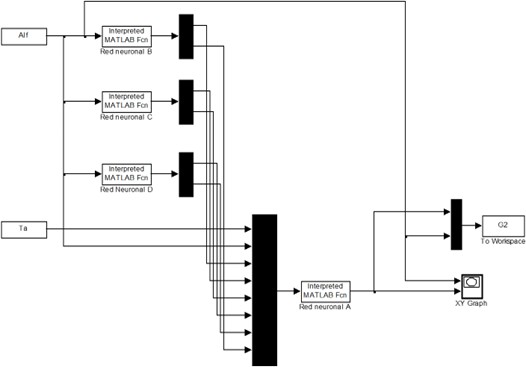 Alf
Interpreted
MATLAB Fcn
Red neuronal B
Interpreted
MATLAB Fcn
Red neuronal C
Interpreted
MATLAB Fcn
Red Neuronal D
Ta
G2
To Workspace
Interpreted
MATLAB Fcn
Red neuronal A
XY Graph